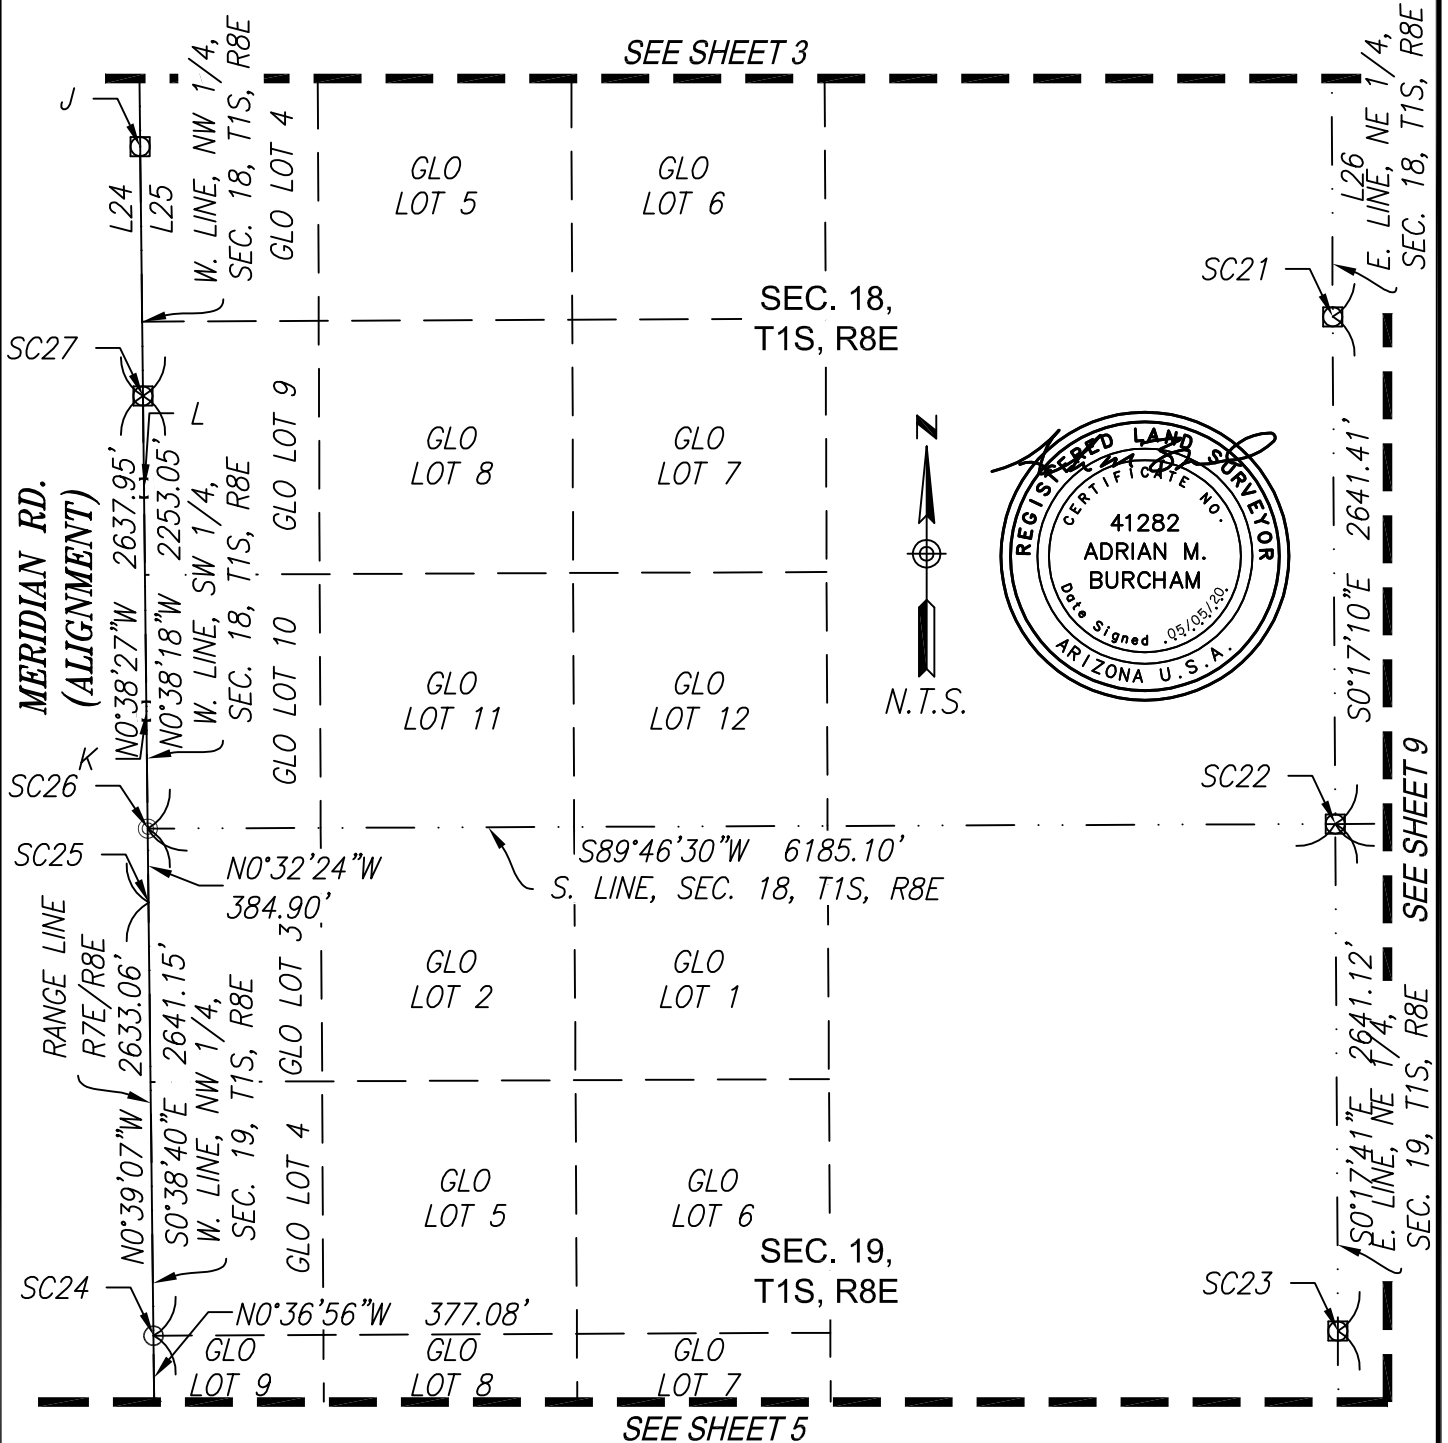 SEE SHEET 3
J
L24
L25
W. LINE, NW 1/4,
SEC. 18, T1S, R8E
GLO LOT 4
GLO
LOT 5
GLO
LOT 6
L26
E. LINE, NE 1/4,
SEC. 18, T1S, R8E
SC21
SEC. 18,
T1S, R8E
SC27
L
MERIDIAN RD.
(ALIGNMENT)
N0°38'27"W 2637.95'
N0°38'18"W 2253.05'
W. LINE, SW 1/4,
SEC. 18, T1S, R8E
GLO LOT 9
GLO LOT 10
GLO
LOT 8
GLO
LOT 7
N
N.T.S.
REGISTERED LAND SURVEYOR
CERTIFICATE NO.
41282
ADRIAN M.
BURCHAM
Date Signed 05/05/20
ARIZONA U.S.A.
S0°17'10"E 2641.41'
GLO
LOT 11
GLO
LOT 12
K
SC26
SC22
SEE SHEET 9
SC25
N0°32'24"W
384.90'
S89°46'30"W 6185.10'
S. LINE, SEC. 18, T1S, R8E
RANGE LINE
R7E/R8E
N0°39'07"W 2633.06'
S0°38'40"E 2641.15'
W. LINE, NW 1/4,
SEC. 19, T1S, R8E
GLO LOT 3
GLO LOT 4
GLO
LOT 2
GLO
LOT 1
S0°17'41"E 2641.12'
E. LINE, NE 1/4,
SEC. 19, T1S, R8E
GLO
LOT 5
GLO
LOT 6
SEC. 19,
T1S, R8E
SC24
SC23
N0°36'56"W 377.08'
GLO
LOT 9
GLO
LOT 8
GLO
LOT 7
SEE SHEET 5